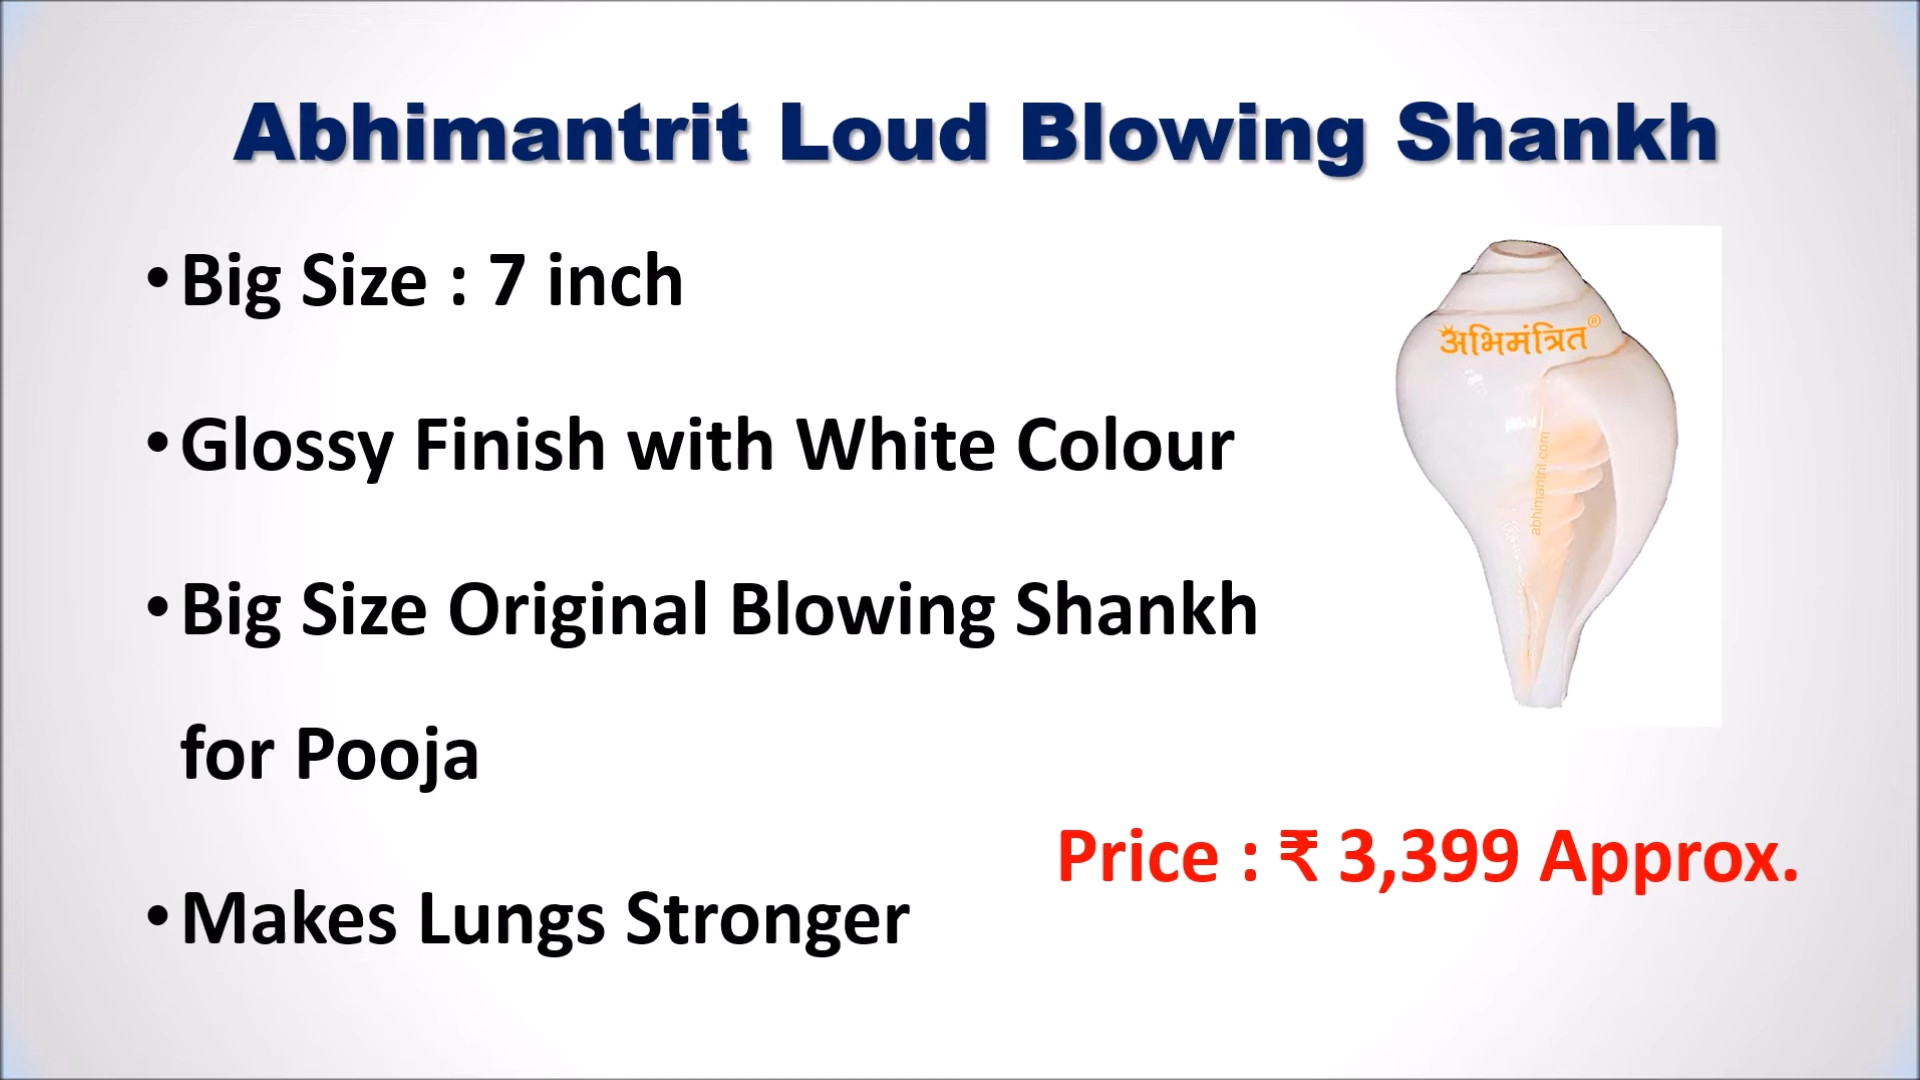 Abhimantrit Loud Blowing Shankh
•Big Size : 7 inch
अभिमंत्रित®
•Glossy Finish with White Colour
abhimantrit.com
•Big Size Original Blowing Shankh
for Pooja
Price : ₹ 3,399 Approx.
•Makes Lungs Stronger